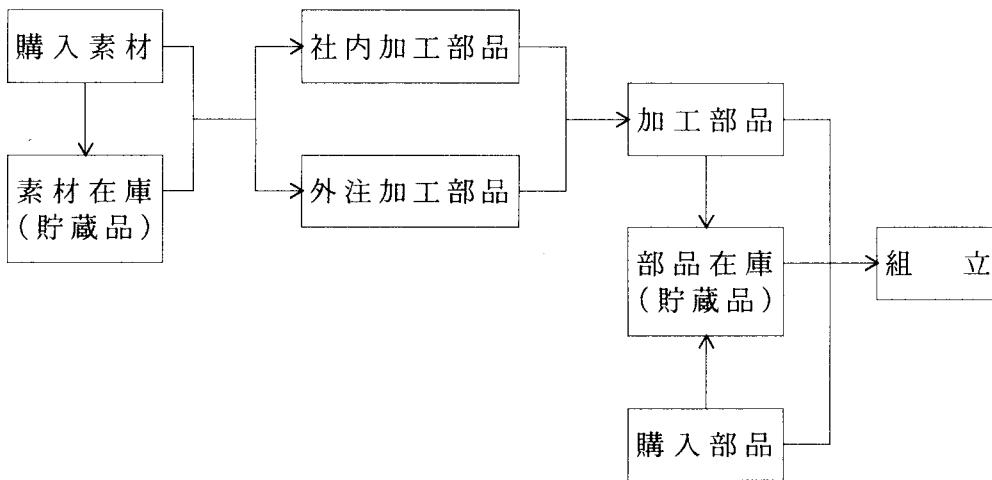 購入素材
社内加工部品
加工部品
素材在庫
(貯蔵品)
外注加工部品
部品在庫
(貯蔵品)
組立
購入部品